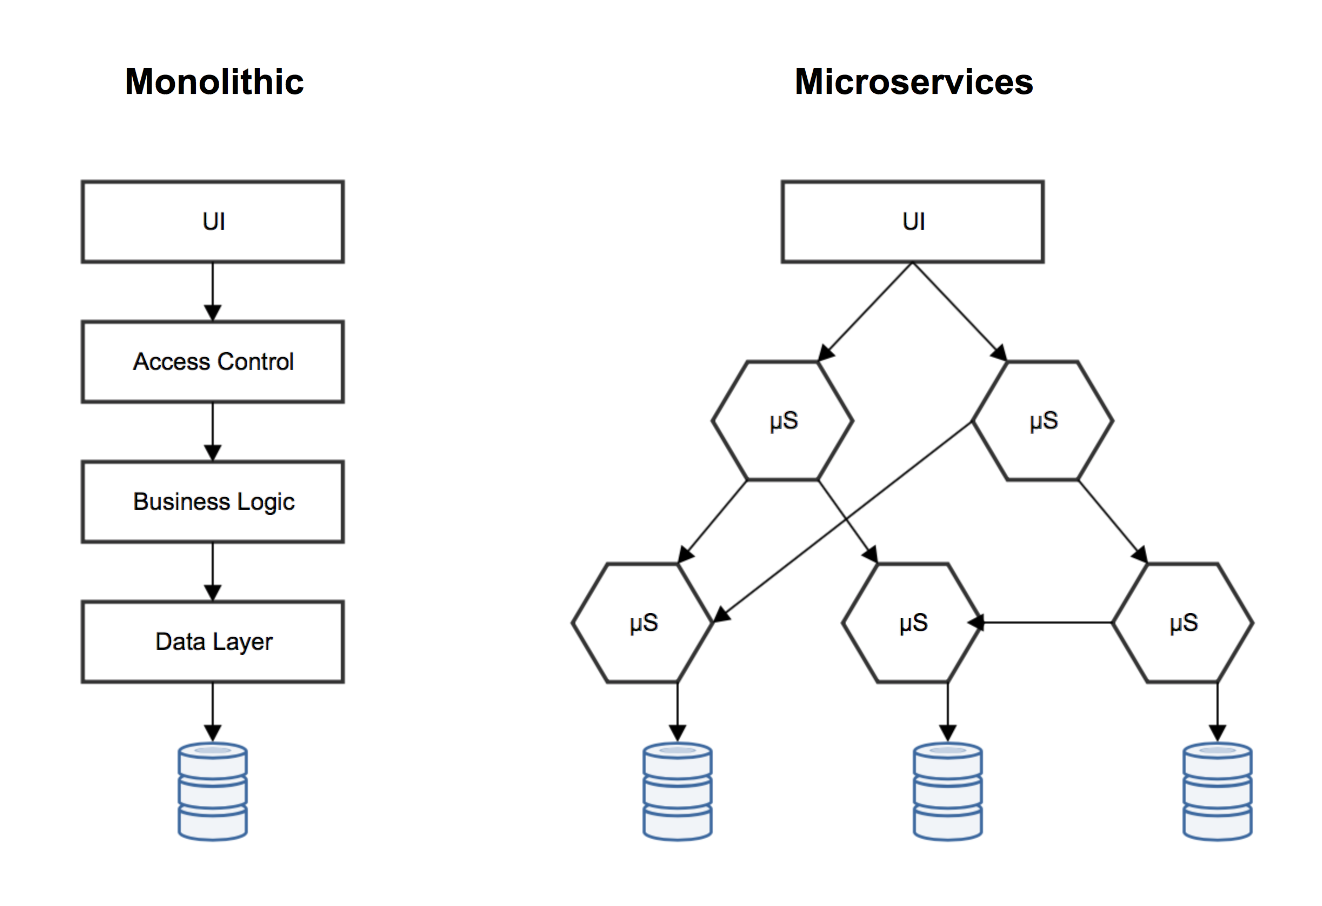 Monolithic
UI
Access Control
Business Logic
Data Layer
Microservices
UI
µS
µS
µS
µS
µS